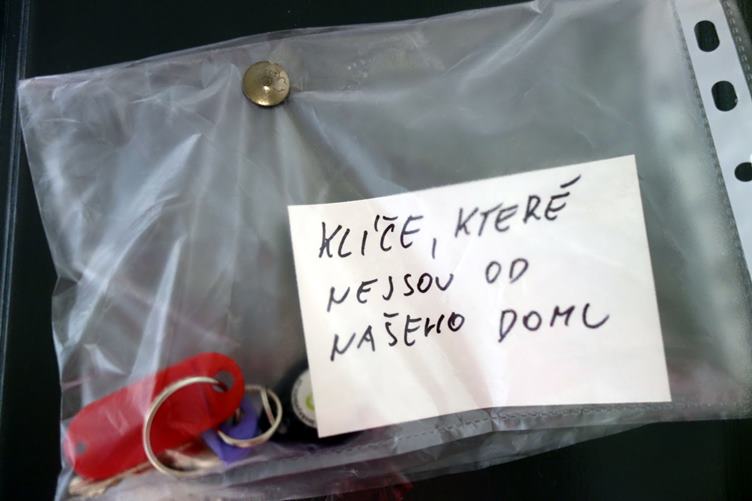 KLÍČE, KTERÉ
NEJSOU OD
NAŠEHO DOMU